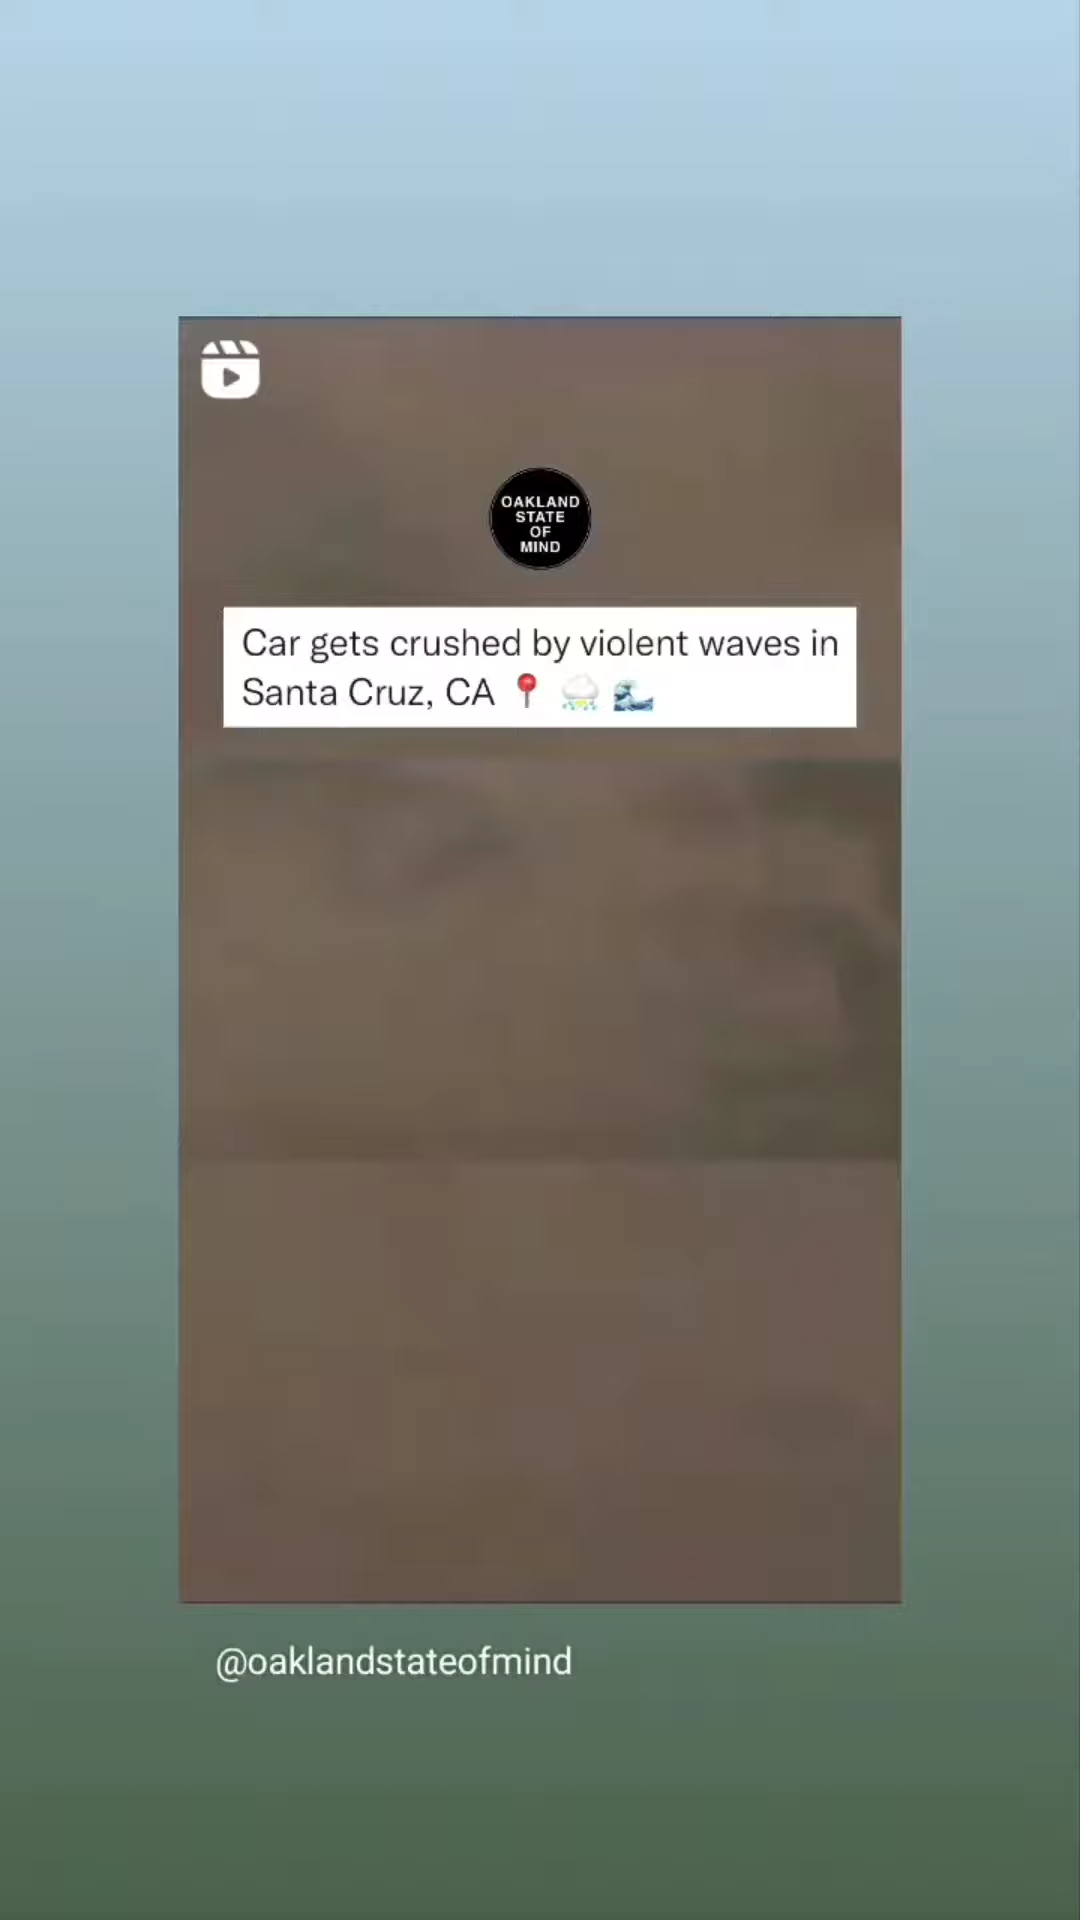 OAKLAND
STATE
OF
MIND
Car gets crushed by violent waves in
Santa Cruz, CA 📍 ⛈️ 🌊
@oaklandstateofmind